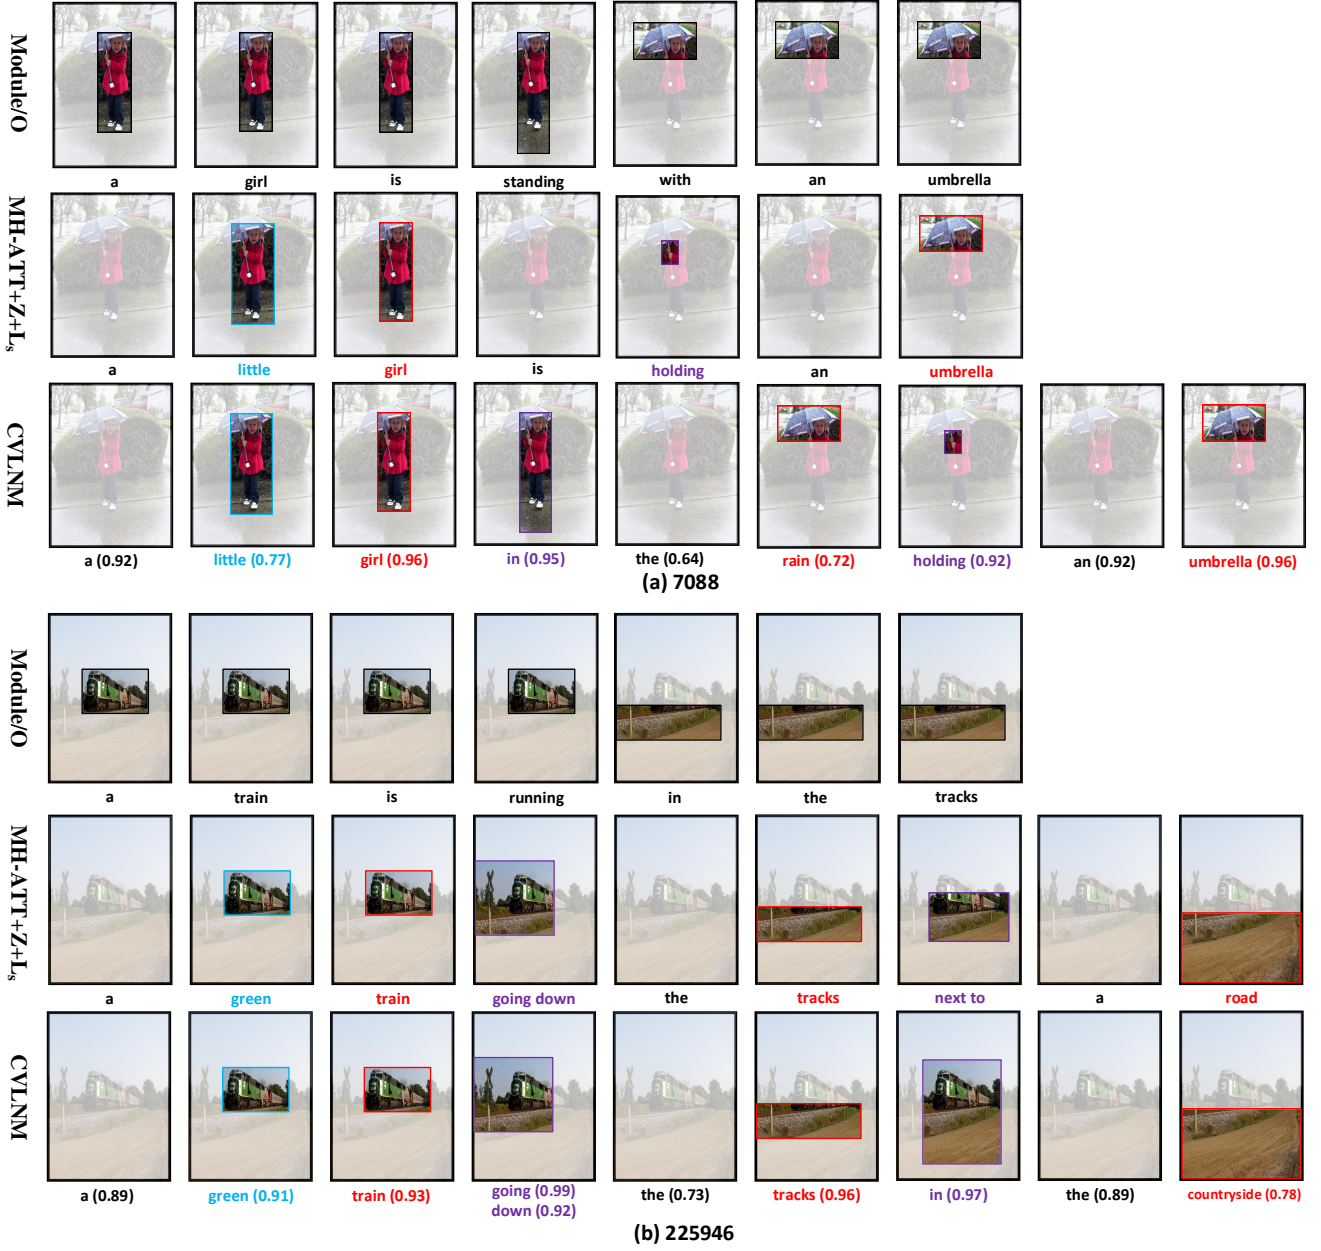 Module/O
a girl is standing with an umbrella
MH-ATT+Z+Ls
a little girl is holding an umbrella
CVLNM
a (0.92) little (0.77) girl (0.96) in (0.95) the (0.64) rain (0.72) holding (0.92) an (0.92) umbrella (0.96)
(a) 7088
Module/O
a train is running in the tracks
MH-ATT+Z+Ls
a green train going down the tracks next to a road
CVLNM
a (0.89) green (0.91) train (0.93) going (0.99) the (0.73) tracks (0.96) in (0.97) the (0.89) countryside (0.78)
down (0.92)
(b) 225946